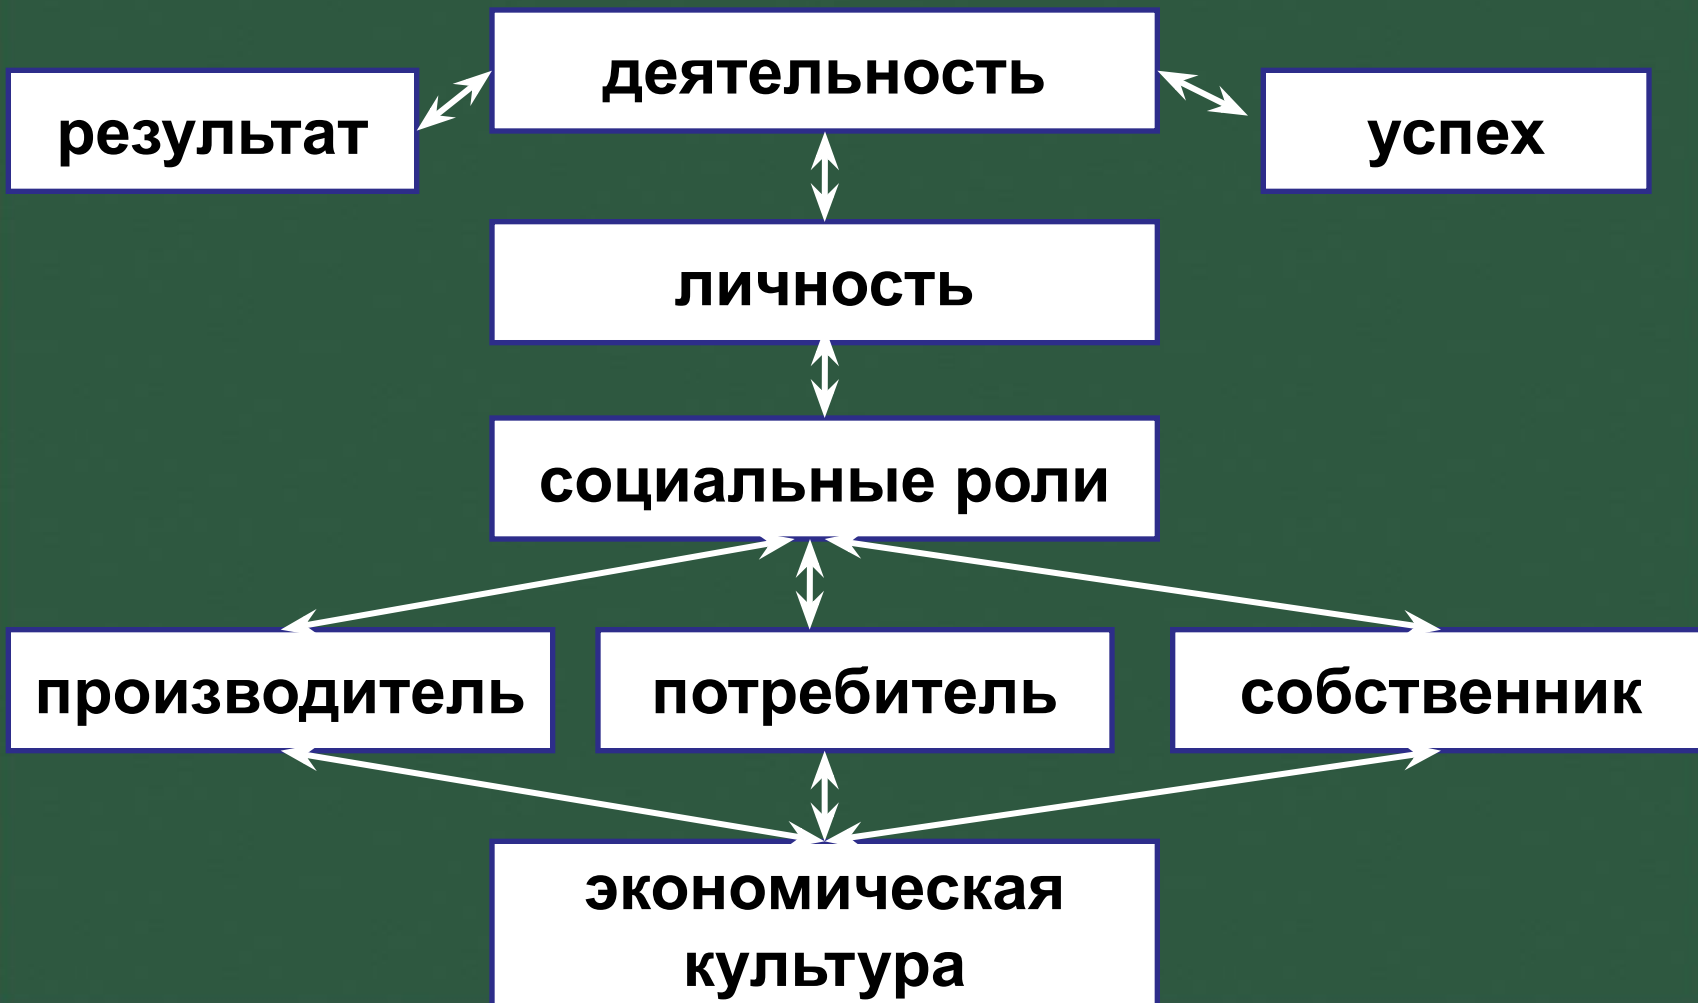 деятельность
результат
успех
личность
социальные роли
производитель
потребитель
собственник
экономическая
культура